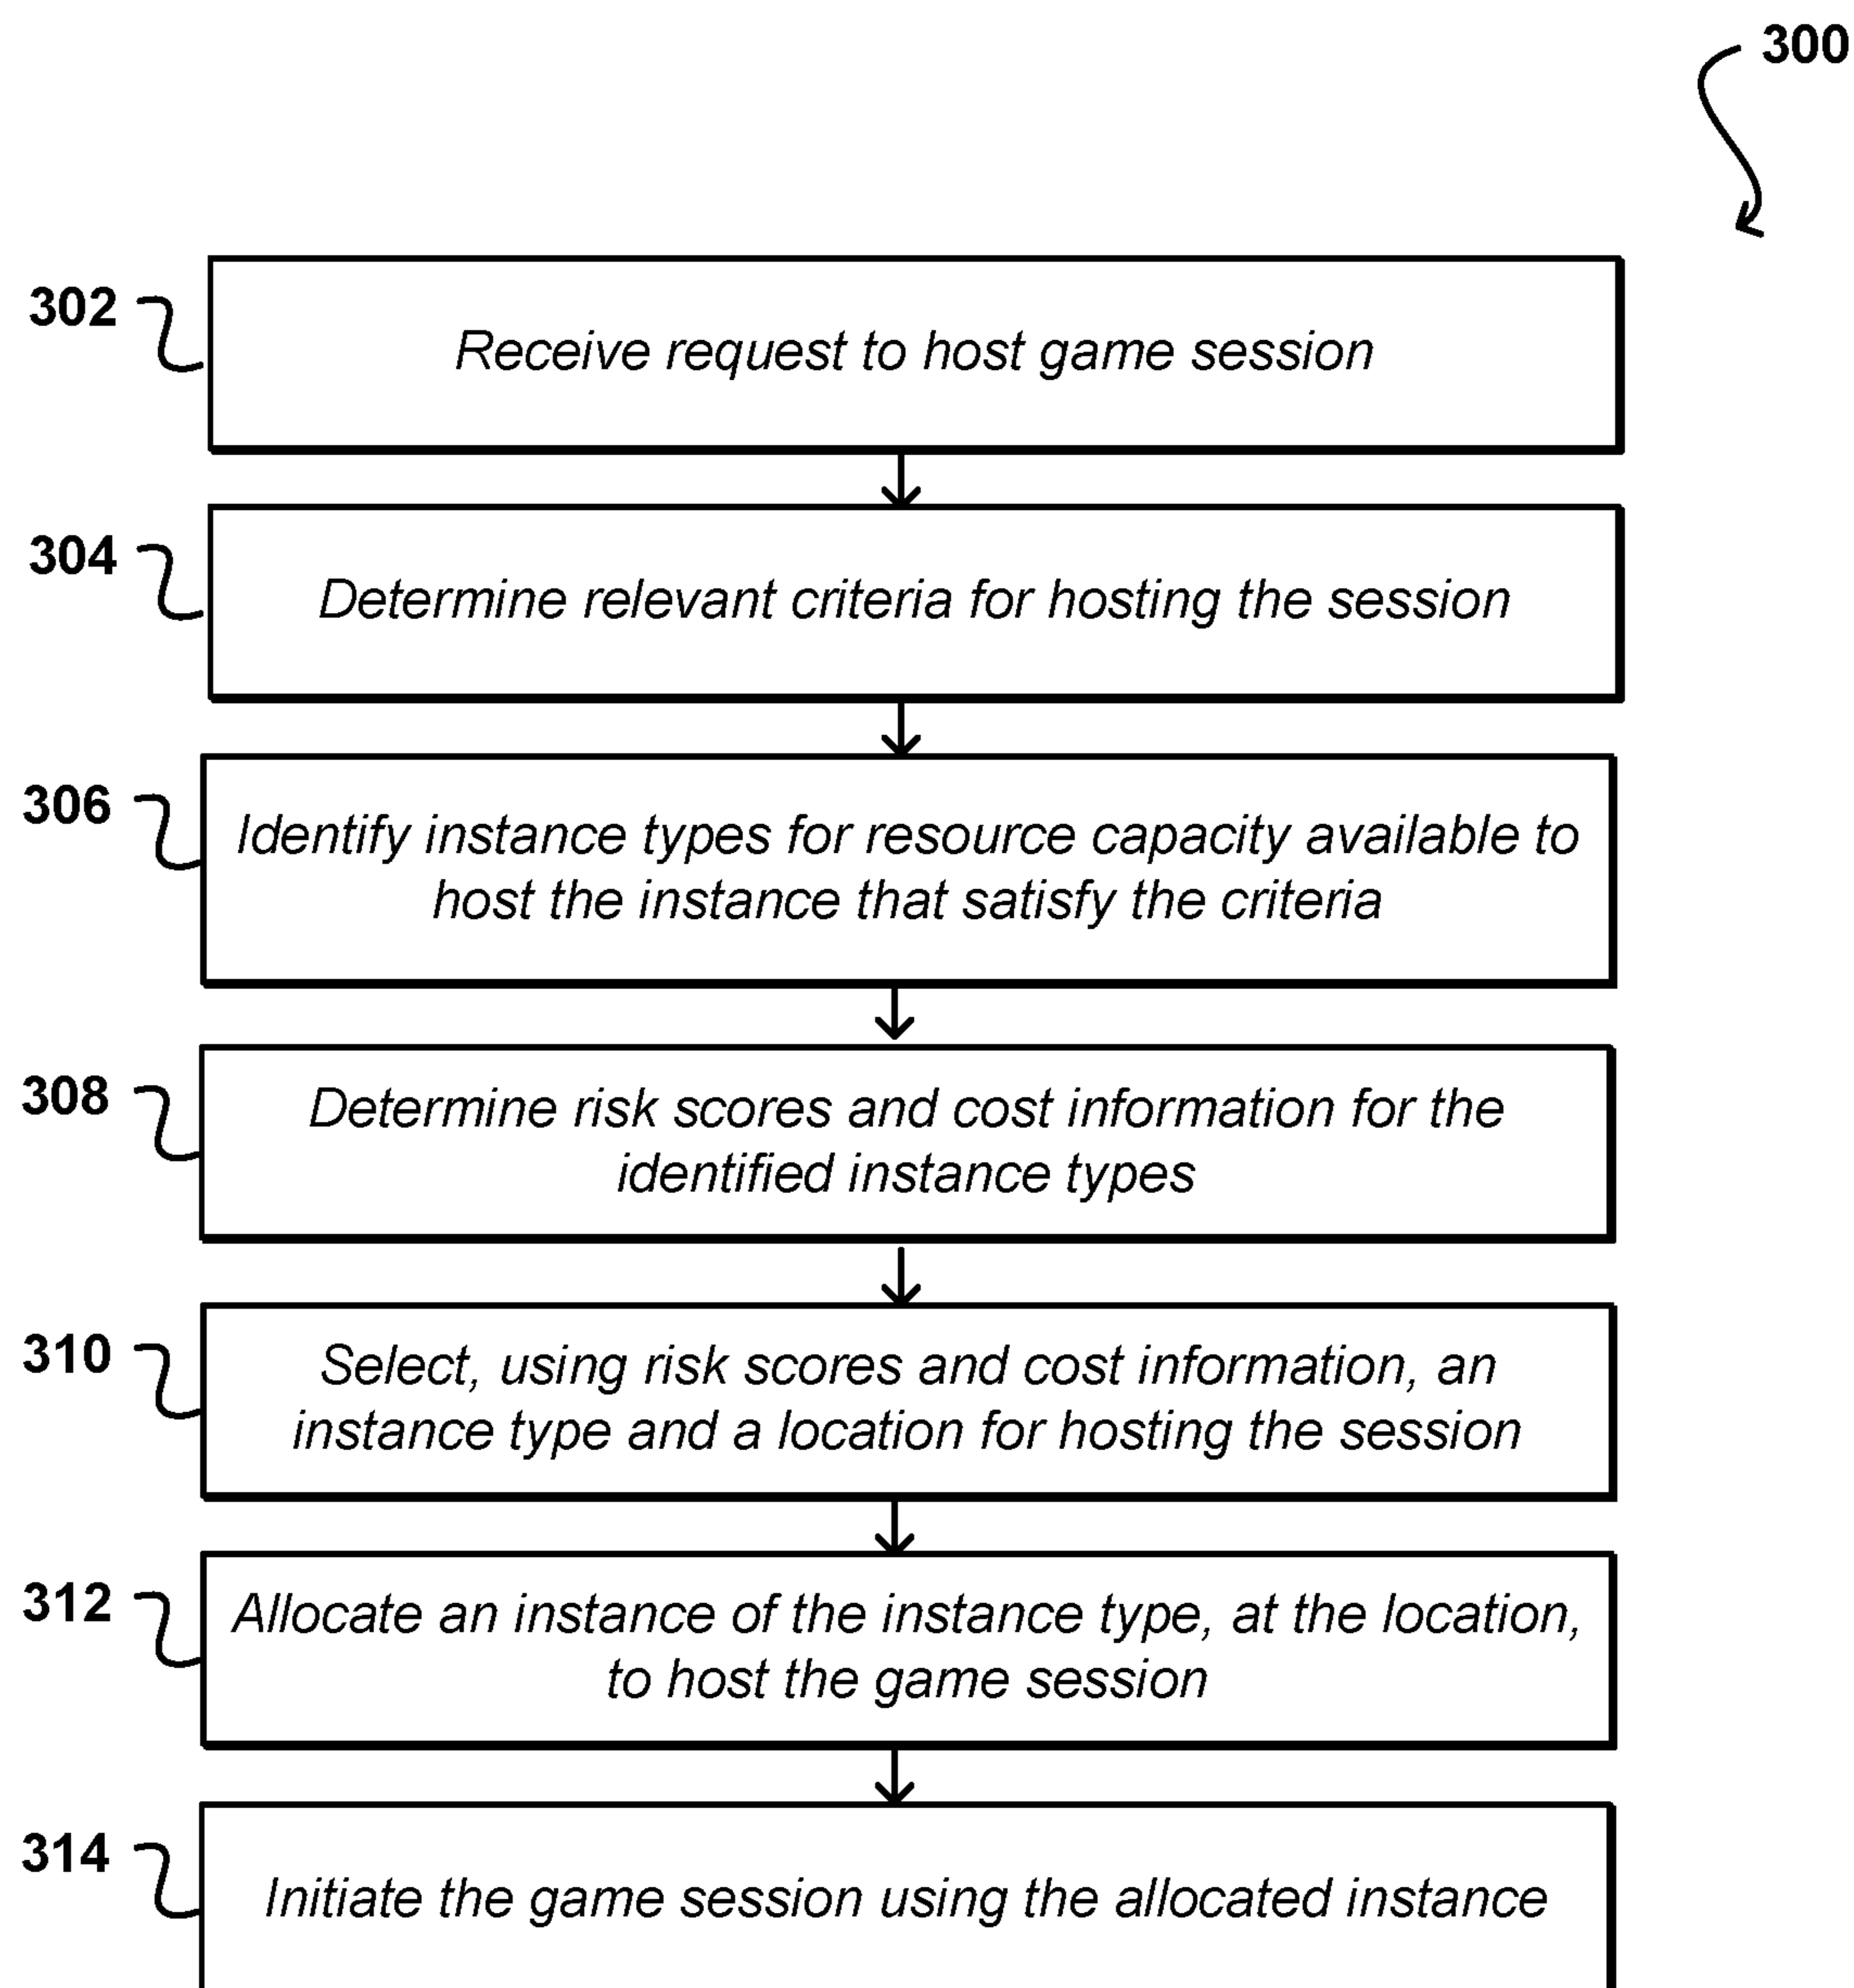 300
302
Receive request to host game session
304
Determine relevant criteria for hosting the session
306
Identify instance types for resource capacity available to
host the instance that satisfy the criteria
308
Determine risk scores and cost information for the
identified instance types
310
Select, using risk scores and cost information, an
instance type and a location for hosting the session
312
Allocate an instance of the instance type, at the location,
to host the game session
314
Initiate the game session using the allocated instance